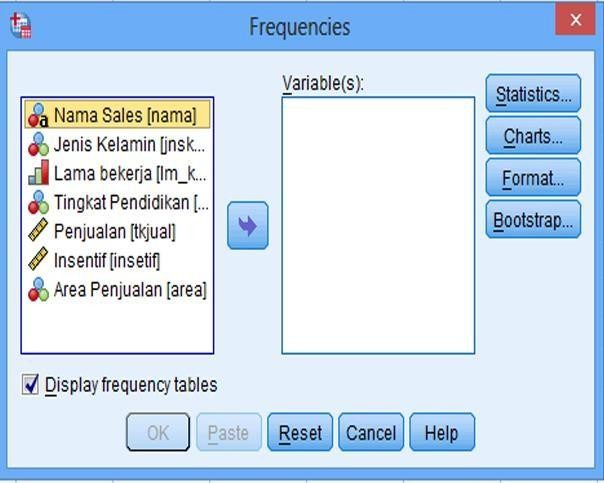 Frequencies
x
Variable(s):
Nama Sales [nama]
Jenis Kelamin [jnsk...
Lama bekerja [lm_k...
Tingkat Pendidikan [...
Penjualan [tkjual]
Insentif [insetif]
Area Penjualan [area]
Statistics...
Charts...
Format...
Bootstrap...
Display frequency tables
OK
Paste
Reset
Cancel
Help